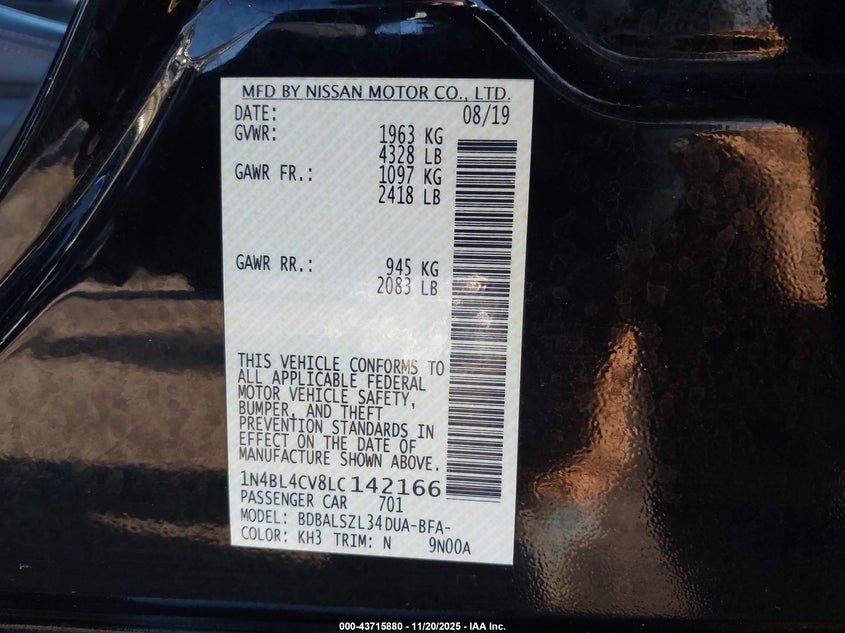 MFD BY NISSAN MOTOR CO., LTD.
DATE: 08/19
GVWR: 1963 KG
4328 LB
GAWR FR.: 1097 KG
2418 LB
GAWR RR.: 945 KG
2083 LB
THIS VEHICLE CONFORMS TO
ALL APPLICABLE FEDERAL
MOTOR VEHICLE SAFETY,
BUMPER, AND THEFT
PREVENTION STANDARDS IN
EFFECT ON THE DATE OF
MANUFACTURE SHOWN ABOVE.
1N4BL4CV8LC142166
PASSENGER CAR 701
MODEL: BDBALSZL34DUA-BFA-
COLOR: KH3 TRIM: N 9N00A
000-43715880 - 11/20/2025 - IAA Inc.